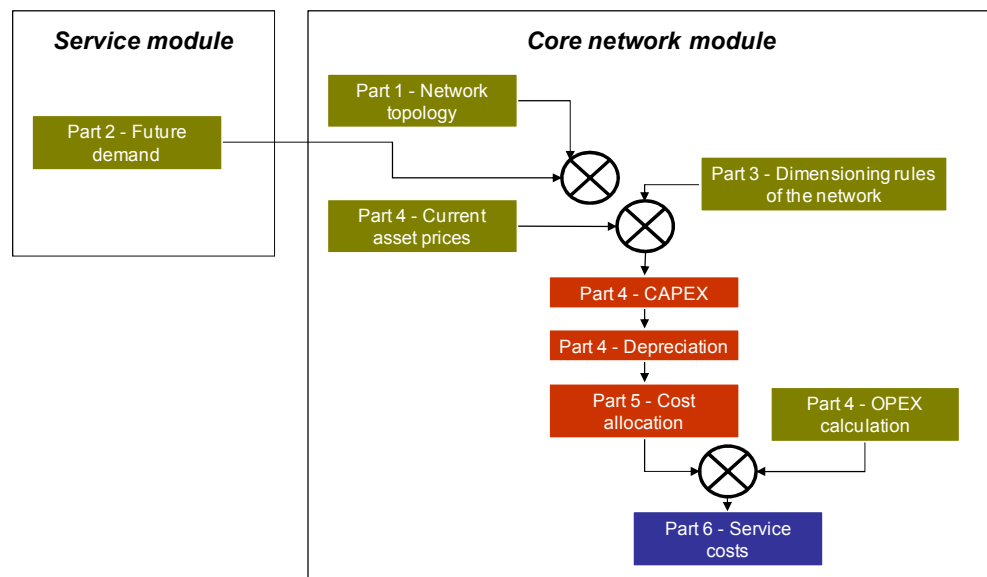 Service module
Core network module
Part 1 - Network
topology
Part 2 - Future
demand
Part 3 - Dimensioning rules
of the network
Part 4 - Current
asset prices
Part 4 - CAPEX
Part 4 - Depreciation
Part 5 - Cost
allocation
Part 4 - OPEX
calculation
Part 6 - Service
costs